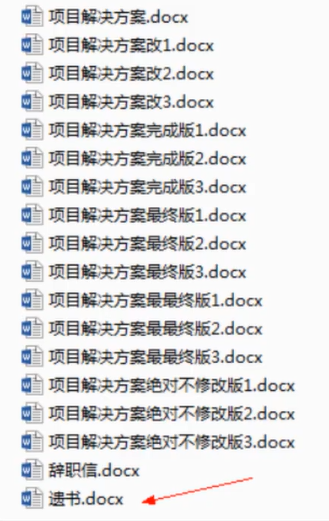 项目解决方案.docx
项目解决方案改1.docx
项目解决方案改2.docx
项目解决方案改3.docx
项目解决方案完成版1.docx
项目解决方案完成版2.docx
项目解决方案完成版3.docx
项目解决方案最终版1.docx
项目解决方案最终版2.docx
项目解决方案最终版3.docx
项目解决方案最最终版1.docx
项目解决方案最最终版2.docx
项目解决方案最最终版3.docx
项目解决方案绝对不修改版1.docx
项目解决方案绝对不修改版2.docx
项目解决方案绝对不修改版3.docx
辞职信.docx
遗书.docx